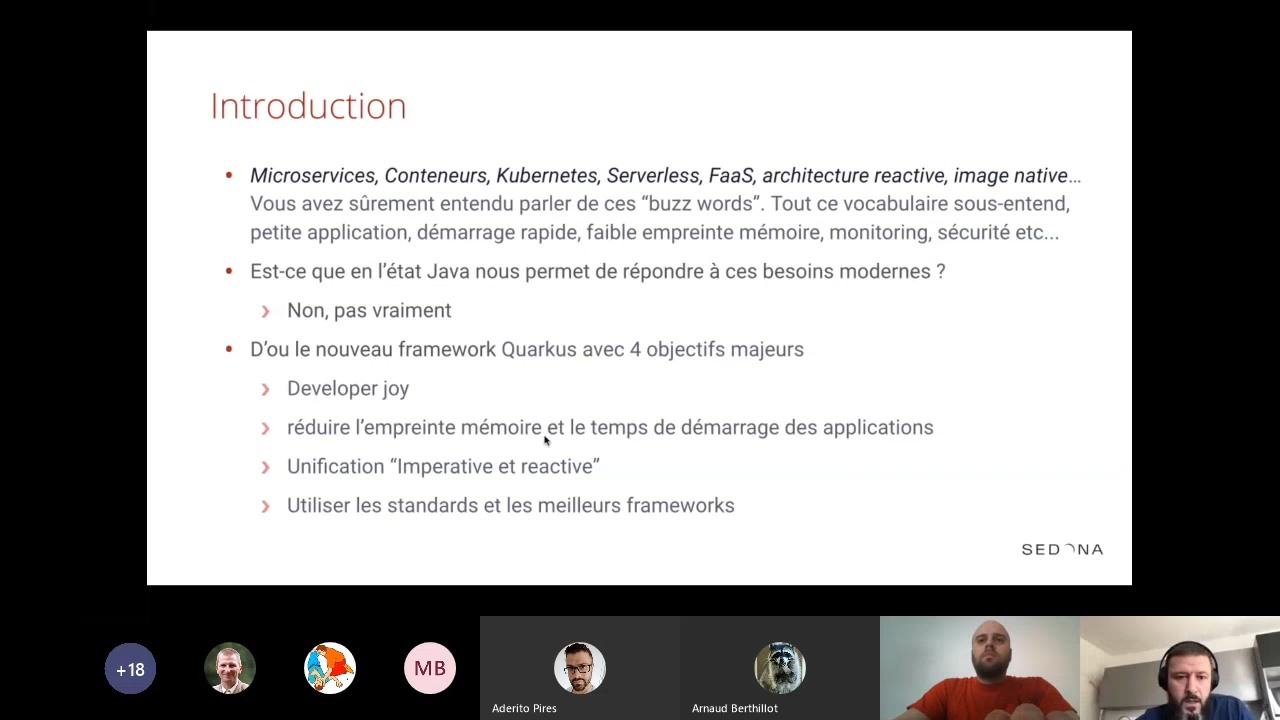 Introduction
• Microservices, Conteneurs, Kubernetes, Serverless, FaaS, architecture reactive, image native…
Vous avez sûrement entendu parler de ces “buzz words”. Tout ce vocabulaire sous-entend,
petite application, démarrage rapide, faible empreinte mémoire, monitoring, sécurité etc...
• Est-ce que en l’état Java nous permet de répondre à ces besoins modernes ?
› Non, pas vraiment
• D’ou le nouveau framework Quarkus avec 4 objectifs majeurs
› Developer joy
› réduire l’empreinte mémoire et le temps de démarrage des applications
› Unification “Imperative et reactive”
› Utiliser les standards et les meilleurs frameworks
SEDONA
+18
MB
Aderito Pires
Arnaud Berthillot